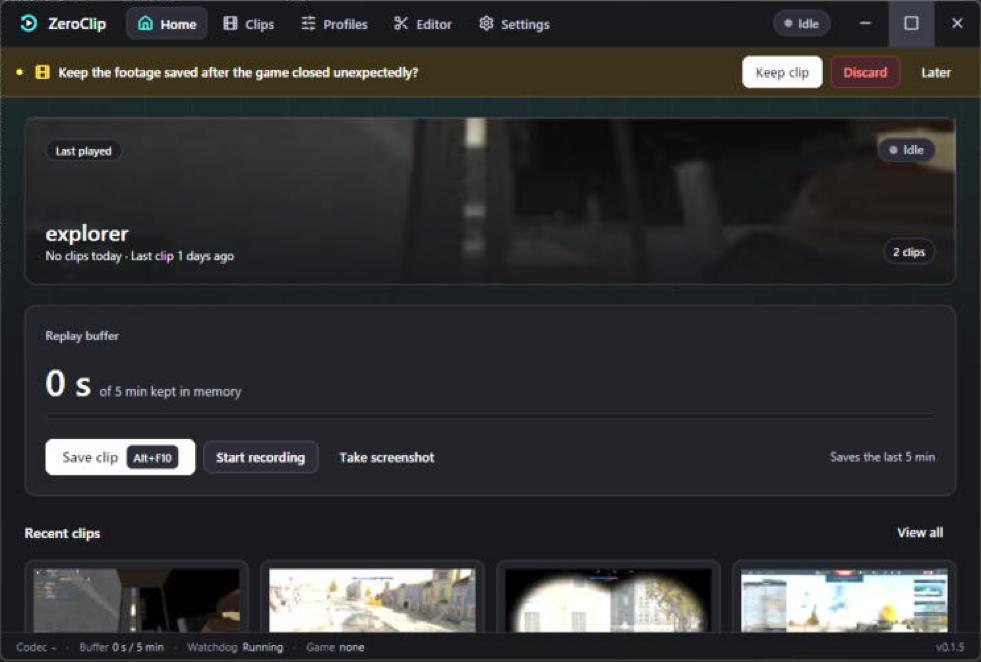 ZeroClip Home Clips Profiles Editor Settings Idle
Keep the footage saved after the game closed unexpectedly? Keep clip Discard Later
Last played Idle
explorer
No clips today · Last clip 1 days ago 2 clips
Replay buffer
0 s of 5 min kept in memory
Save clip Alt+F10 Start recording Take screenshot Saves the last 5 min
Recent clips View all
Codec - · Buffer 0 s / 5 min · Watchdog Running · Game none v0.1.5